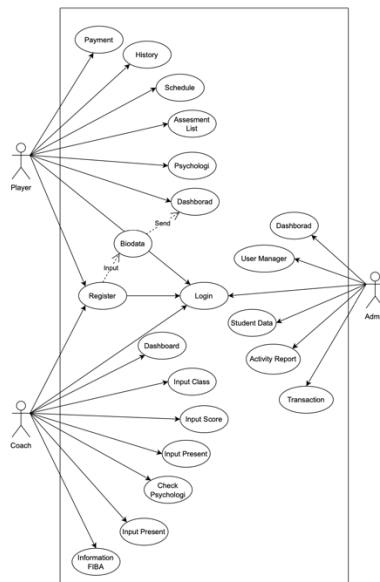 Payment
History
Schedule
Assesment
List
Psychologi
Player
Dashborad
Send
Biodata
Input
Dashborad
User Manager
Register
Login
Adm
Student Data
Dashboard
Activity Report
Input Class
Transaction
Coach
Input Score
Input Present
Check
Psychologi
Input Present
Information
FIBA